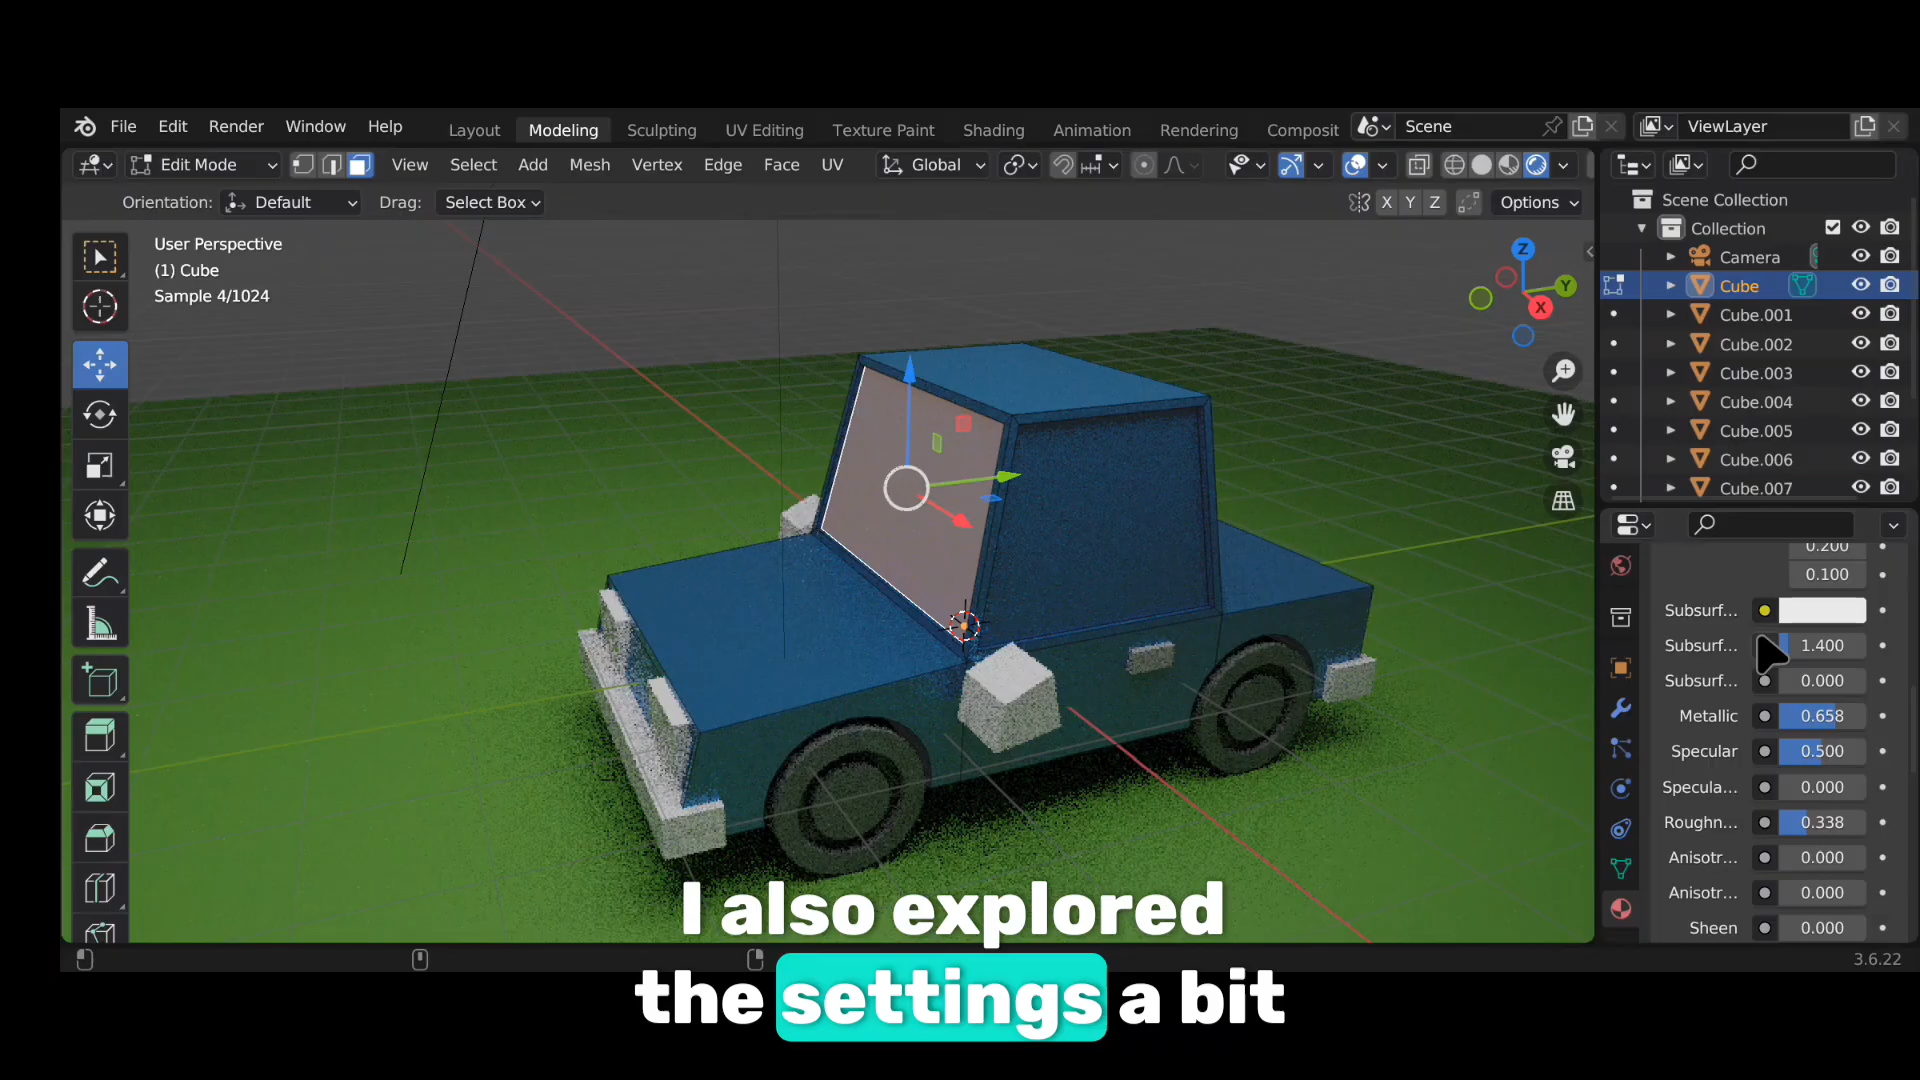 File Edit Render Window Help Layout Modeling Sculpting UV Editing Texture Paint Shading Animation Rendering Composit Scene ViewLayer
Edit Mode View Select Add Mesh Vertex Edge Face UV Global
Orientation: Default Drag: Select Box X Y Z Options
User Perspective
(1) Cube
Sample 4/1024
Z
Y
X
Scene Collection
Collection
Camera
Cube
Cube.001
Cube.002
Cube.003
Cube.004
Cube.005
Cube.006
Cube.007
0.200
0.100
Subsurf...
Subsurf... 1.400
Subsurf... 0.000
Metallic 0.658
Specular 0.500
Specula... 0.000
Roughn... 0.338
Anisotr... 0.000
Anisotr... 0.000
Sheen 0.000
3.6.22
I also explored
the settings a bit